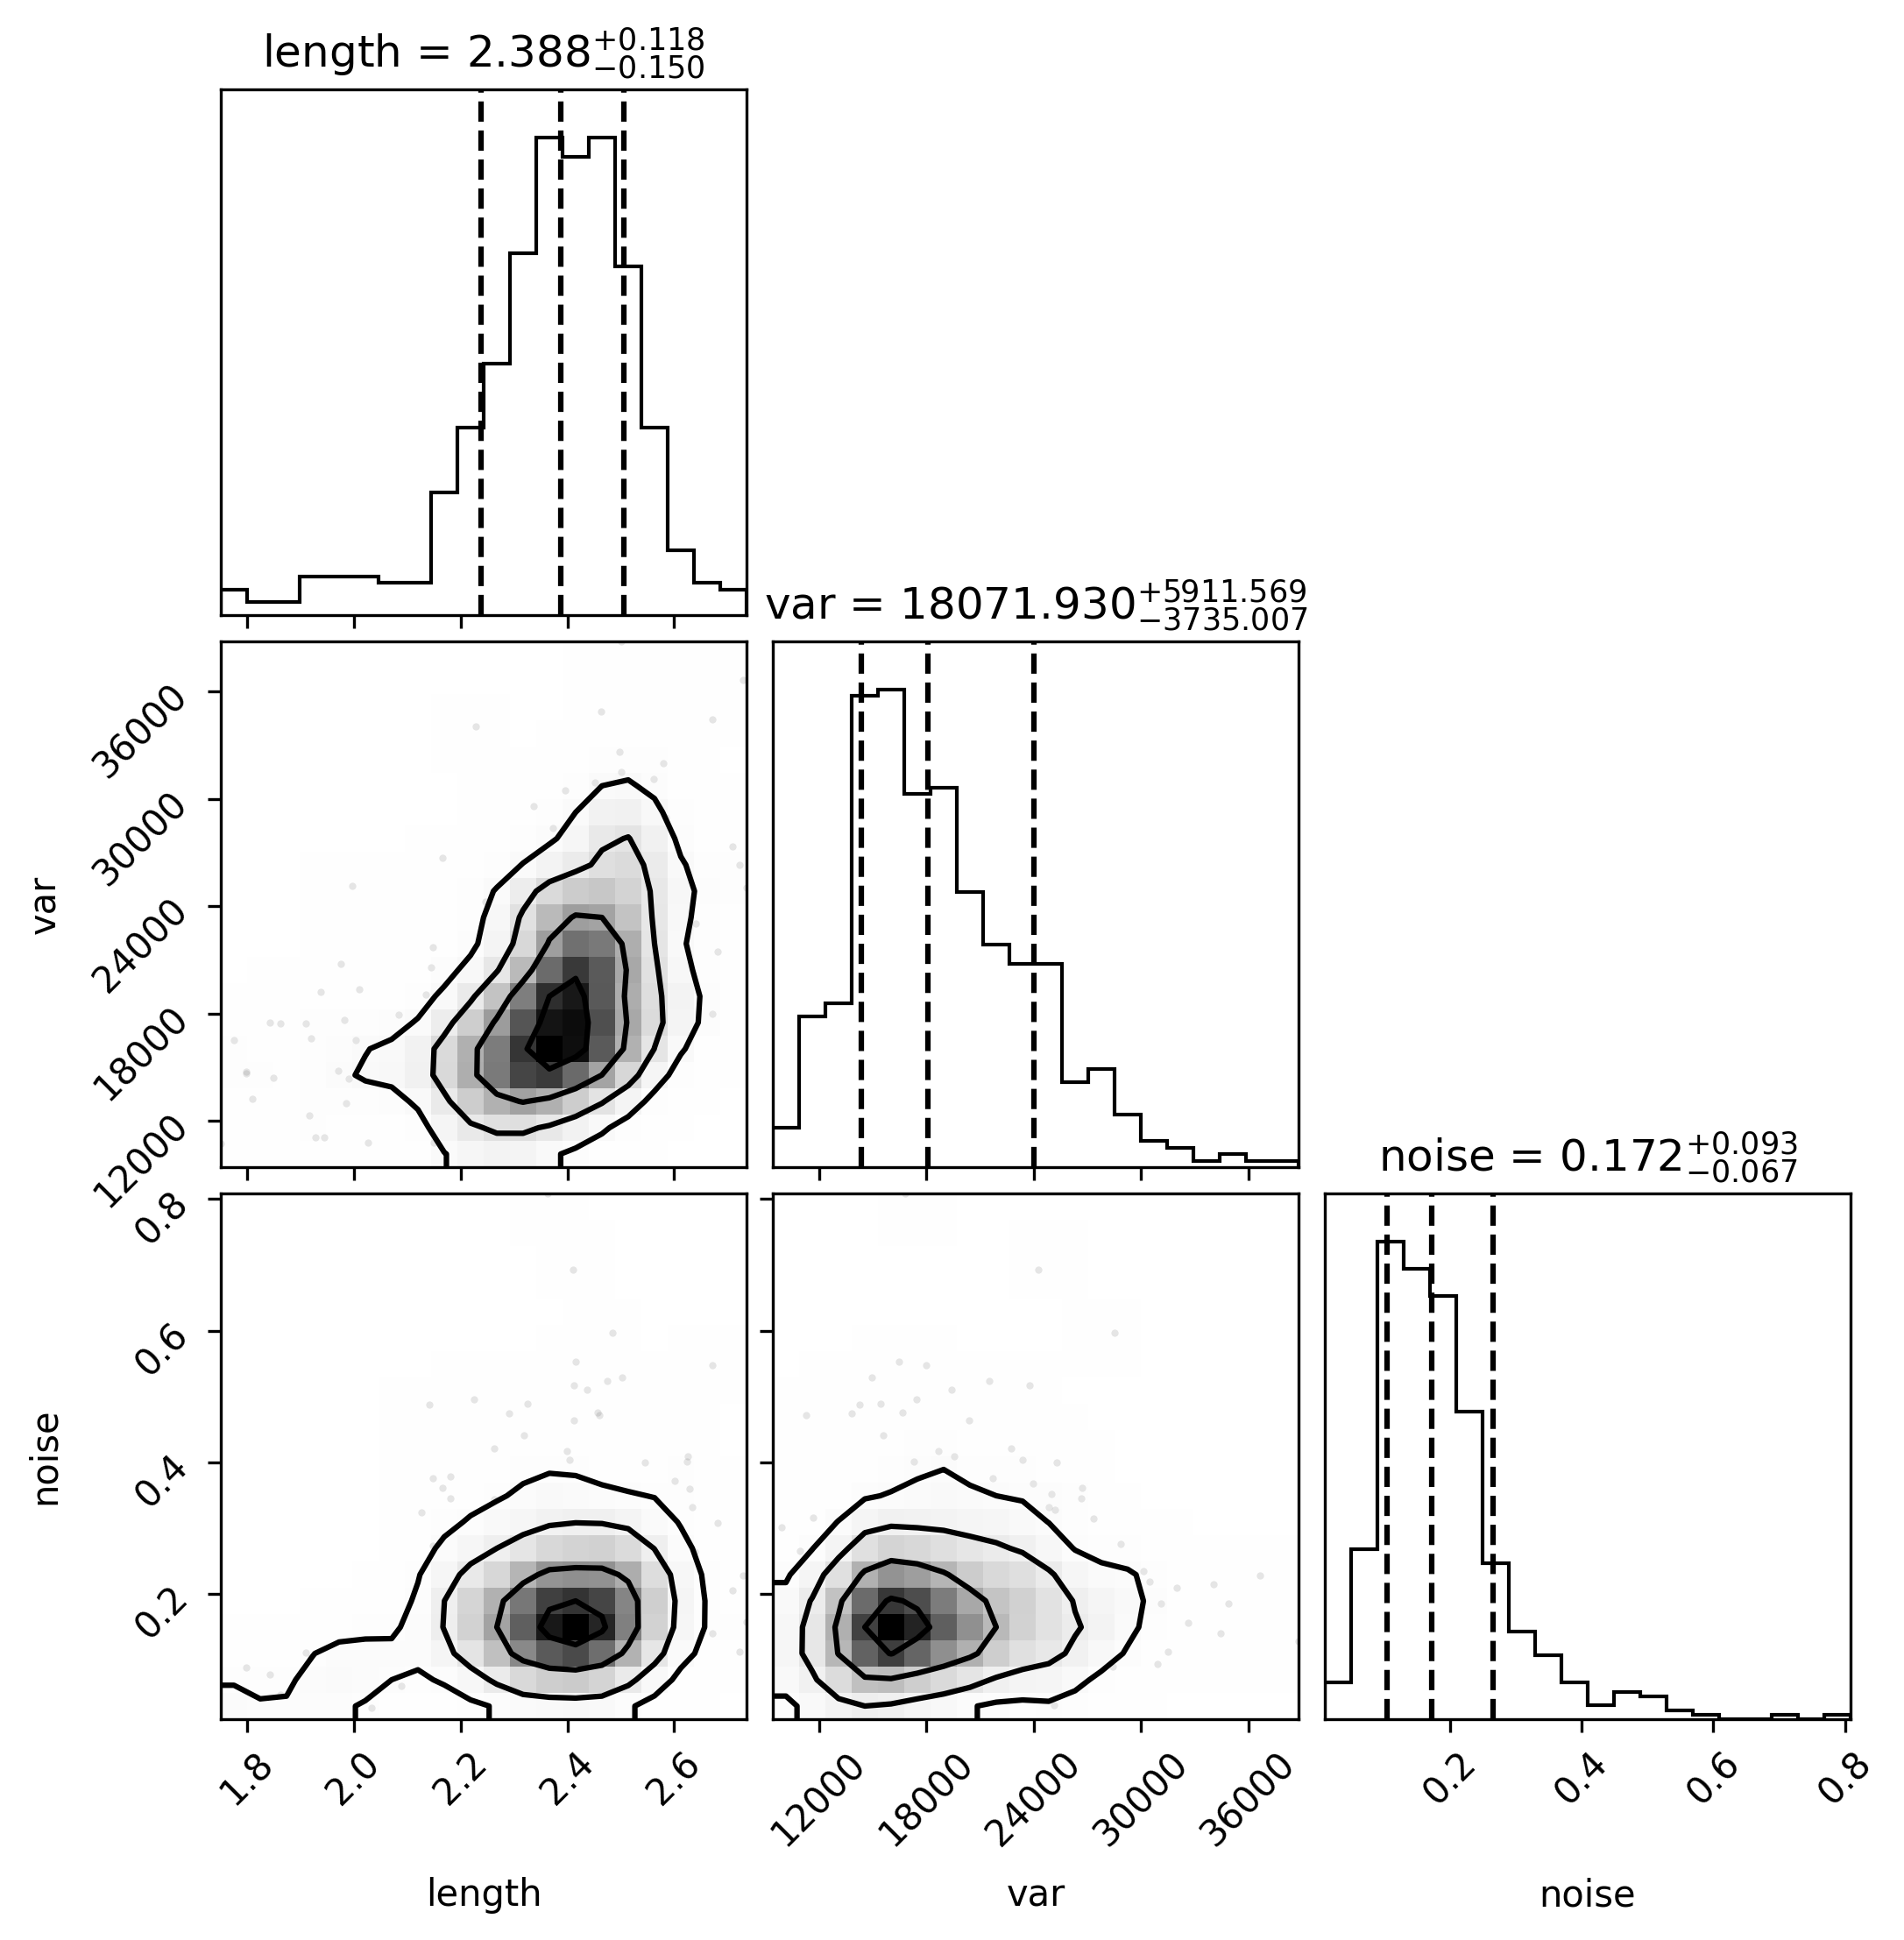 length = 2.388+0.118−0.150
var = 18071.930+5911.569−3735.007
36000
30000
24000
18000
12000
var
noise = 0.172+0.093−0.067
0.8
0.6
0.4
0.2
noise
1.8 2.0 2.2 2.4 2.6 12000 18000 24000 30000 36000 0.2 0.4 0.6 0.8
length var noise